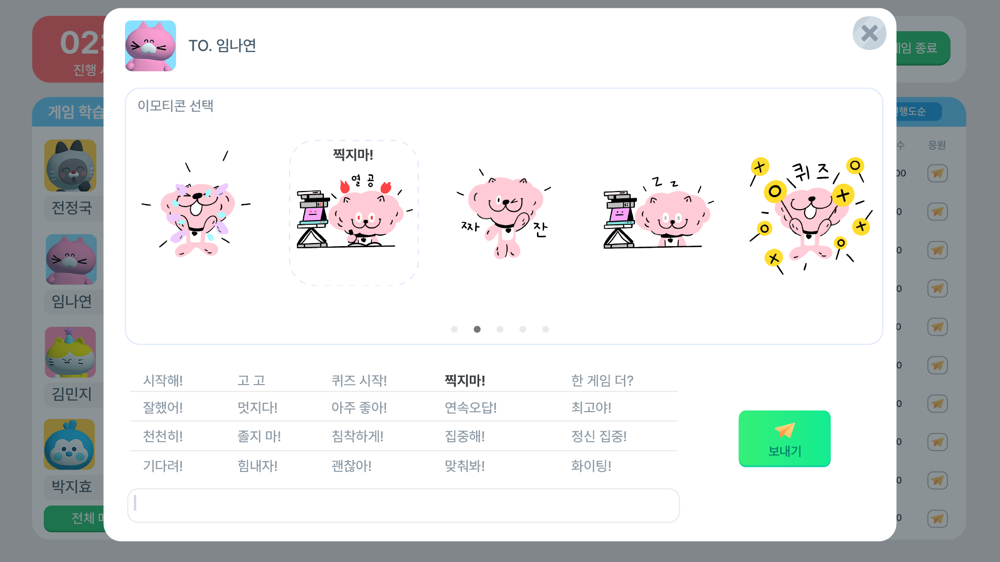 02:
진행
TO. 임나연
게임 종료
게임 학습
진행도순
이모티콘 선택
수
응원
찍지마!
열 공
짜
잔
z z
퀴 즈
전정국
임나연
김민지
박지효
전체
00
0
0
0
0
0
0
0
0
0
시작해! 고 고 퀴즈 시작! 찍지마! 한 게임 더?
잘했어! 멋지다! 아주 좋아! 연속오답! 최고야!
천천히! 졸지 마! 침착하게! 집중해! 정신 집중!
기다려! 힘내자! 괜찮아! 맞춰봐! 화이팅!
보내기